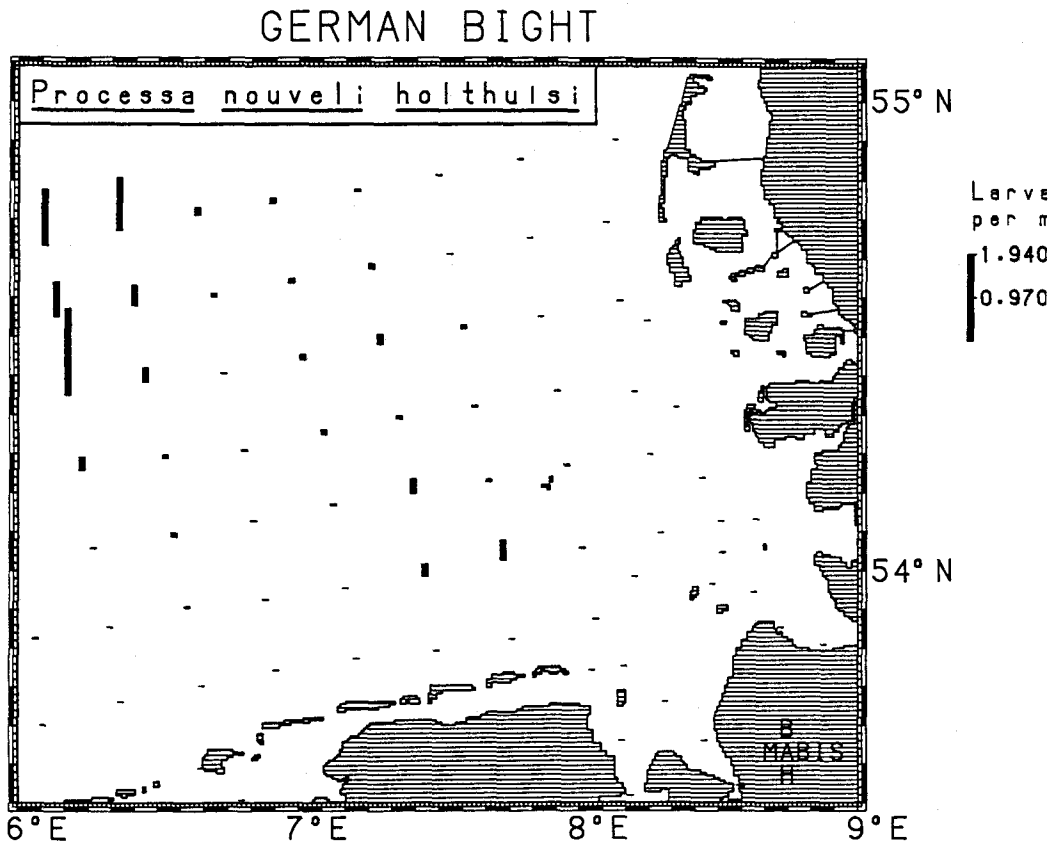 GERMAN BIGHT
Processa nouveli holthuisi
55°N
Larva
per m
1.940
0.970
54°N
B
MABIS
H
6°E 7°E 8°E 9°E